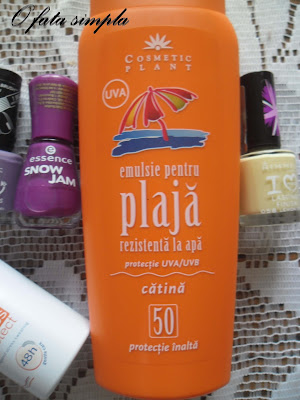 O fata simpla
COSMETIC
PLANT
UVA
emulsie pentru
plajă
rezistentă la apă
protecție UVA/UVB
cătină
50
protecție înaltă
essence
SNOW
JAM
I
48h